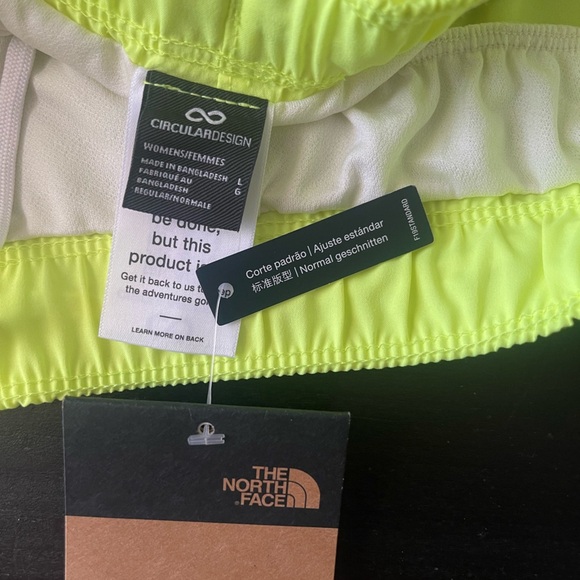 CIRCULARDESIGN
WOMENS/FEMMES L
MADE IN BANGLADESH G
FABRIQUÉ AU
BANGLADESH
REGULAR/NORMALE
be done,
but this
product
Get it back to us
the adventures
LEARN MORE ON BACK
Corte padrão | Ajuste estándar
标准版型 | Normal geschnitten
F19STANDARD
THE
NORTH
FACE